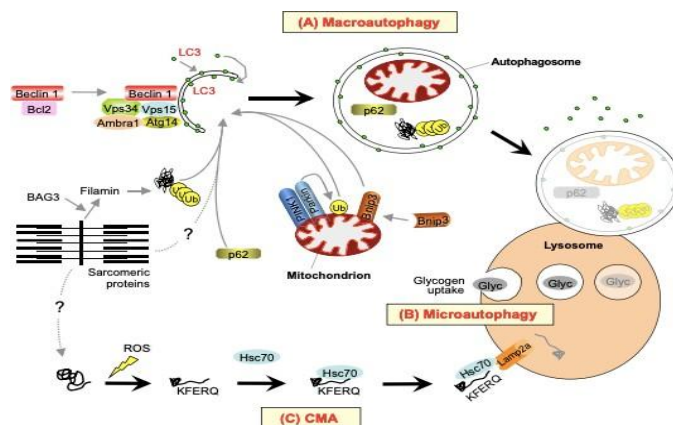 (A) Macroautophagy
LC3
LC3
Autophagosome
Beclin 1
Bcl2
Beclin 1
Vps34
Vps15
Ambra1
Atg14
p62
Ub
p62
BAG3
Filamin
Ub
?
Sarcomeric
proteins
p62
PINK1
Parkin
Ub
Bnip3
Bnip3
Mitochondrion
Lysosome
Glycogen
uptake
Glyc
Glyc
Glyc
(B) Microautophagy
?
ROS
KFERQ
Hsc70
Hsc70
KFERQ
Hsc70
Lamp2a
KFERQ
(C) CMA